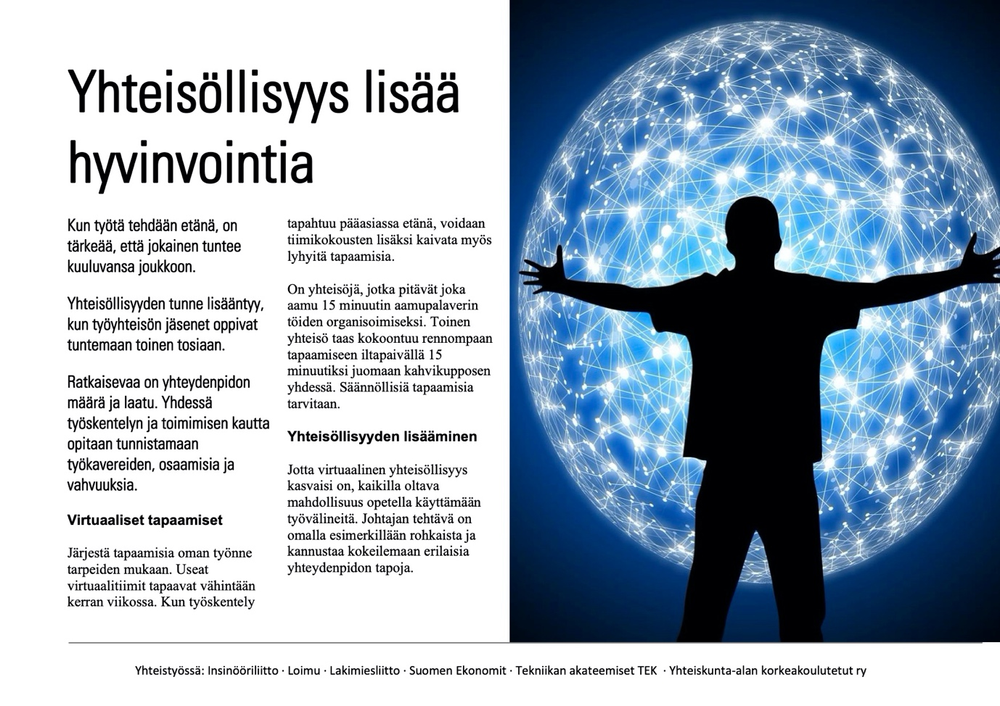 Yhteisöllisyys lisää
hyvinvointia
Kun työtä tehdään etänä, on
tärkeää, että jokainen tuntee
kuuluvansa joukkoon.
Yhteisöllisyyden tunne lisääntyy,
kun työyhteisön jäsenet oppivat
tuntemaan toinen tosiaan.
Ratkaisevaa on yhteydenpidon
määrä ja laatu. Yhdessä
työskentelyn ja toimimisen kautta
opitaan tunnistamaan
työkavereiden, osaamisia ja
vahvuuksia.
Virtuaaliset tapaamiset
Järjestä tapaamisia oman työnne
tarpeiden mukaan. Useat
virtuaalitiimit tapaavat vähintään
kerran viikossa. Kun työskentely
tapahtuu pääasiassa etänä, voidaan
tiimikokousten lisäksi kaivata myös
lyhyitä tapaamisia.
On yhteisöjä, jotka pitävät joka
aamu 15 minuutin aamupalaverin
töiden organisoimiseksi. Toinen
yhteisö taas kokoontuu rennompaan
tapaamiseen iltapaivällä 15
minuutiksi juomaan kahvikupposen
yhdessä. Säännöllisiä tapaamisia
tarvitaan.
Yhteisöllisyyden lisääminen
Jotta virtuaalinen yhteisöllisyys
kasvaisi on, kaikilla oltava
mahdollisuus opetella käyttämään
työvälineitä. Johtajan tehtävä on
omalla esimerkillään rohkaista ja
kannustaa kokeilemaan erilaisia
yhteydenpidon tapoja.
Yhteistyössä: Insinööriliitto · Loimu · Lakimiesliitto · Suomen Ekonomit · Tekniikan akateemiset TEK · Yhteiskunta-alan korkeakoulutetut ry